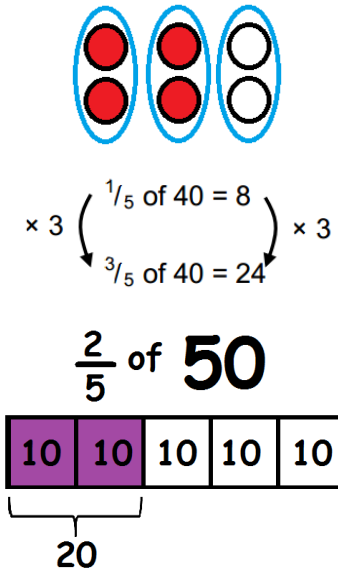 ¹/₅ of 40 = 8
× 3 × 3
³/₅ of 40 = 24
2/5 of 50
10 10 10 10 10
20